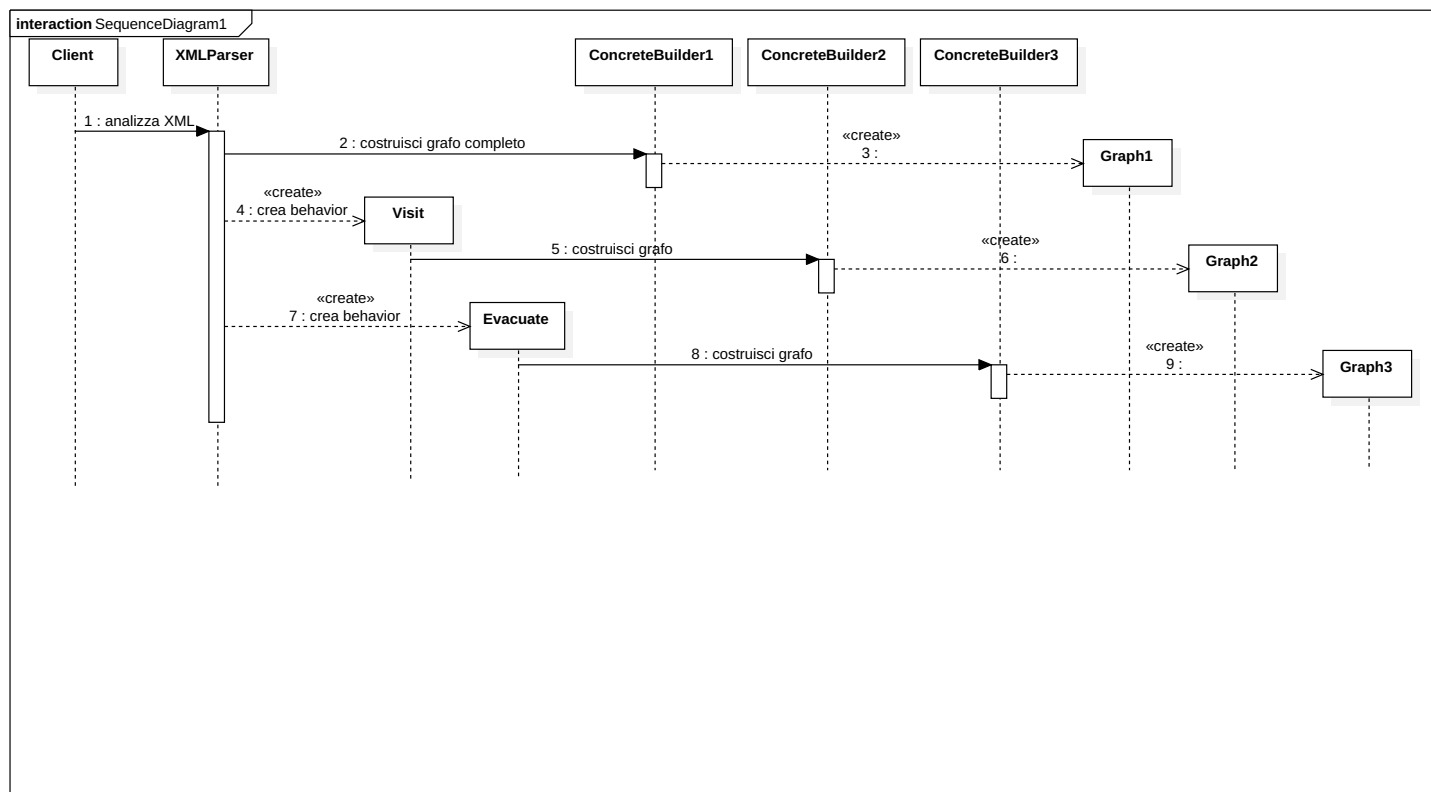 interaction SequenceDiagram1
Client
XMLParser
ConcreteBuilder1
ConcreteBuilder2
ConcreteBuilder3
1 : analizza XML
2 : costruisci grafo completo
«create»
3 :
Graph1
«create»
4 : crea behavior
Visit
5 : costruisci grafo
«create»
6 :
Graph2
«create»
7 : crea behavior
Evacuate
8 : costruisci grafo
«create»
9 :
Graph3